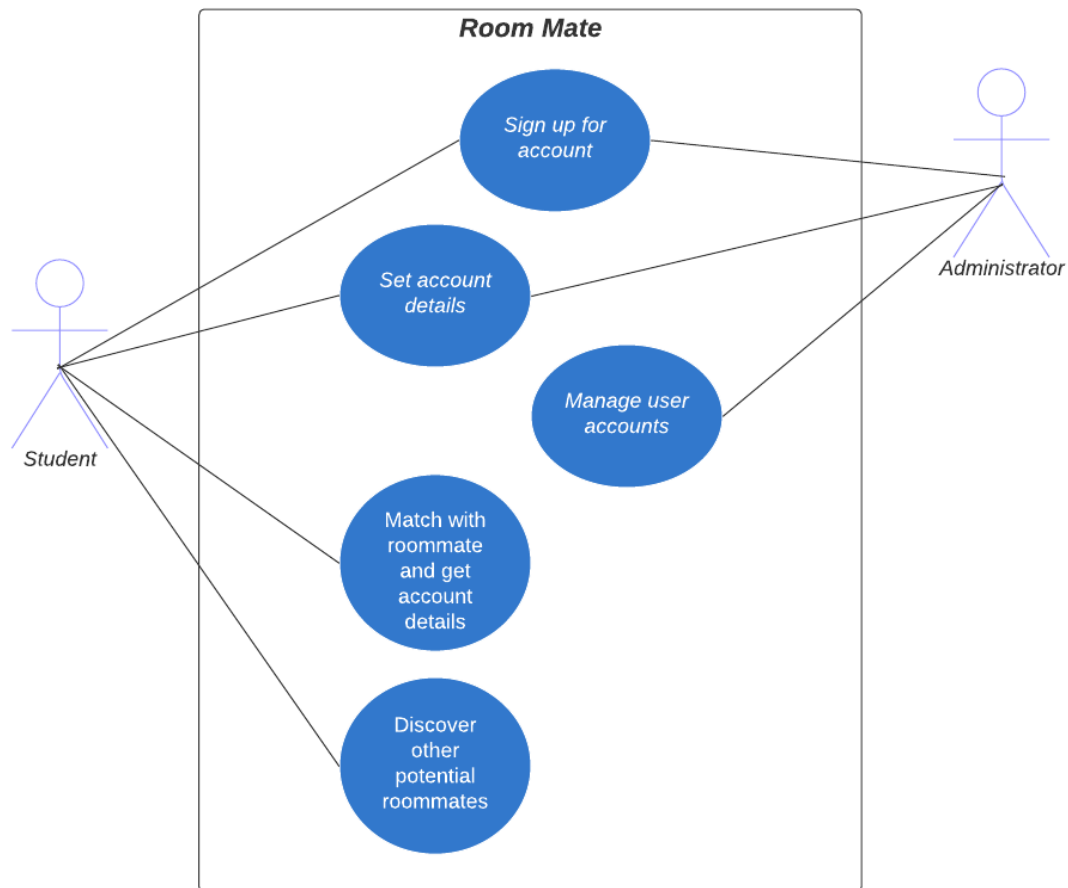 Room Mate
Sign up for
account
Set account
details
Administrator
Manage user
accounts
Student
Match with
roommate
and get
account
details
Discover
other
potential
roommates